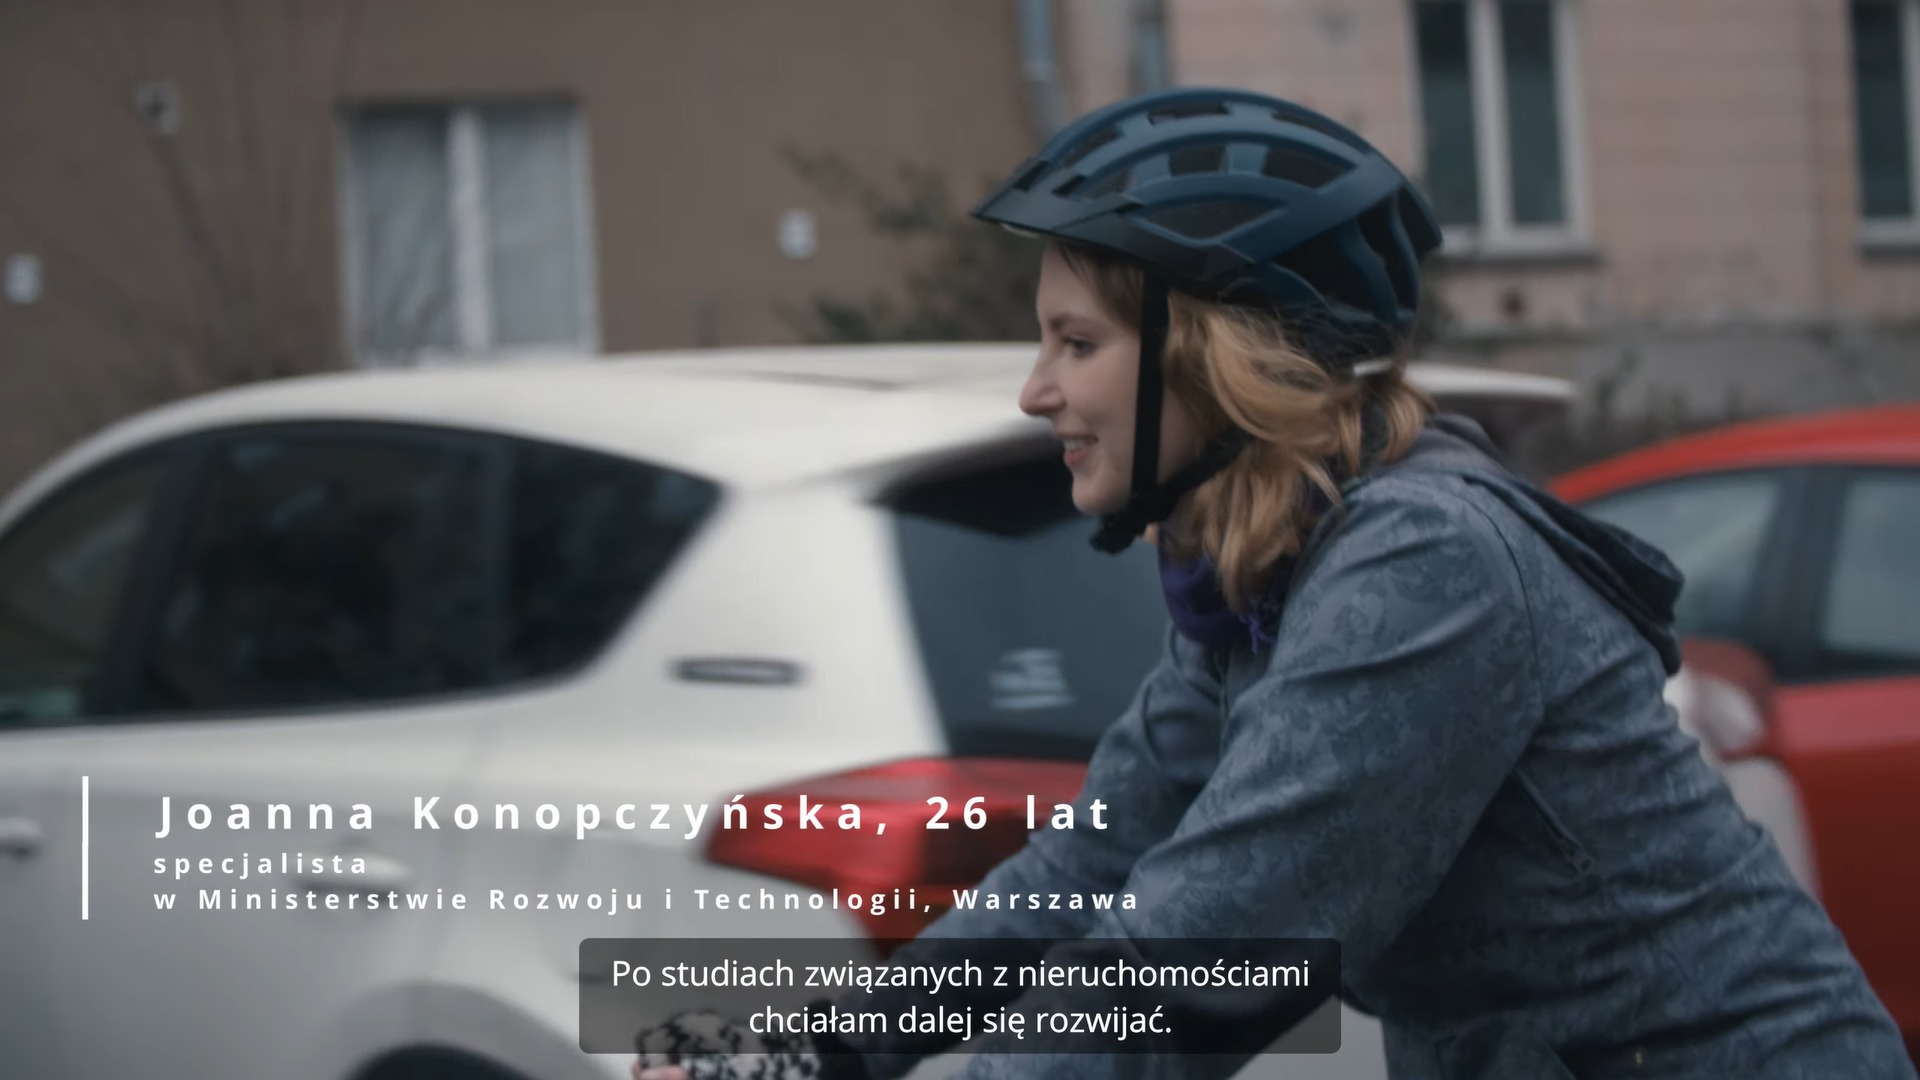 Joanna Konopczyńska, 26 lat
specjalista
w Ministerstwie Rozwoju i Technologii, Warszawa
Po studiach związanych z nieruchomościami
chciałam dalej się rozwijać.